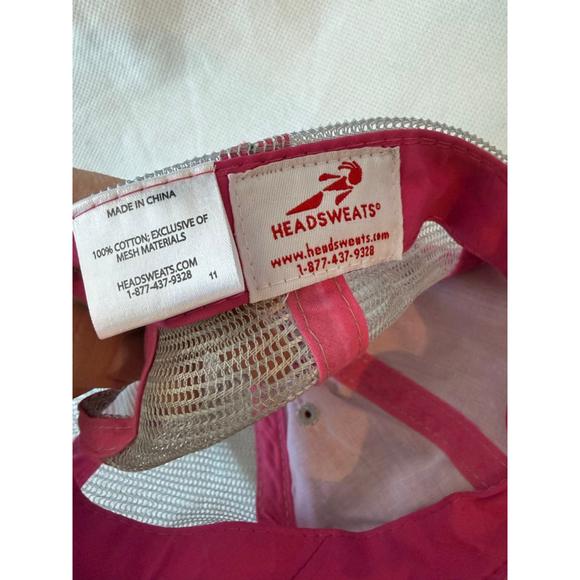 MADE IN CHINA
100% COTTON; EXCLUSIVE OF
MESH MATERIALS
HEADSWEATS.COM
1-877-437-9328
11
HEADSWEATS©
www.headsweats.com
1-877-437-9328